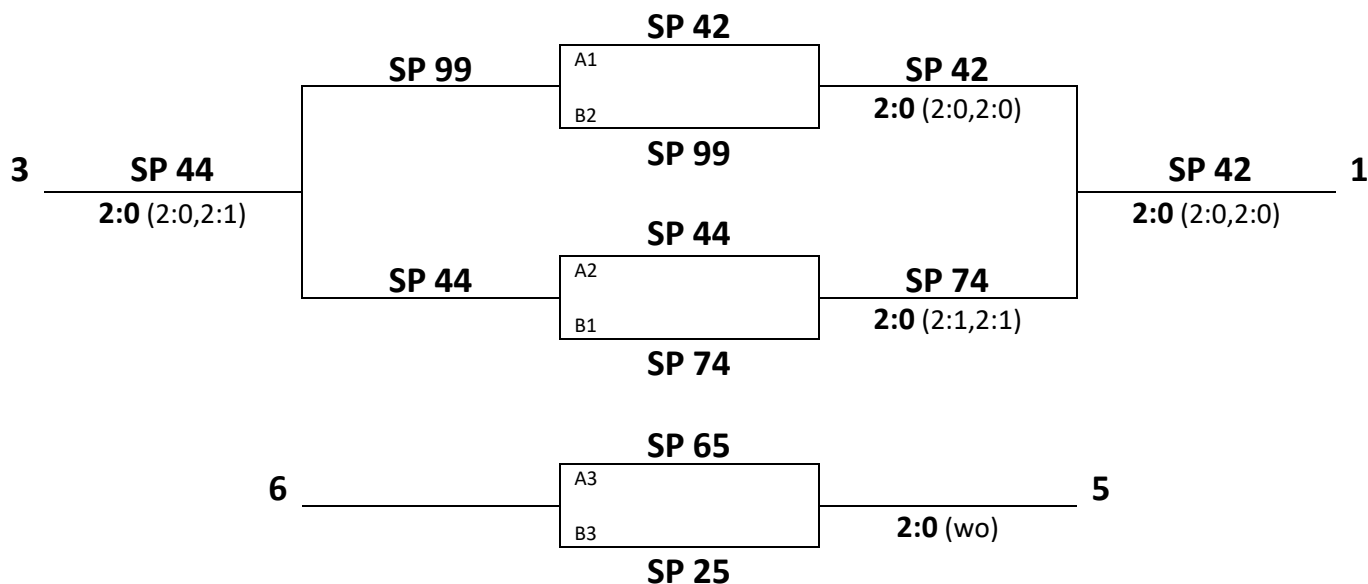 SP 42
SP 99 A1 SP 42
B2 2:0 (2:0,2:0)
3 SP 44 SP 99 SP 42 1
2:0 (2:0,2:1) 2:0 (2:0,2:0)
SP 44
SP 44 A2 SP 74
B1 2:0 (2:1,2:1)
SP 74
SP 65
6 A3 5
B3 2:0 (wo)
SP 25